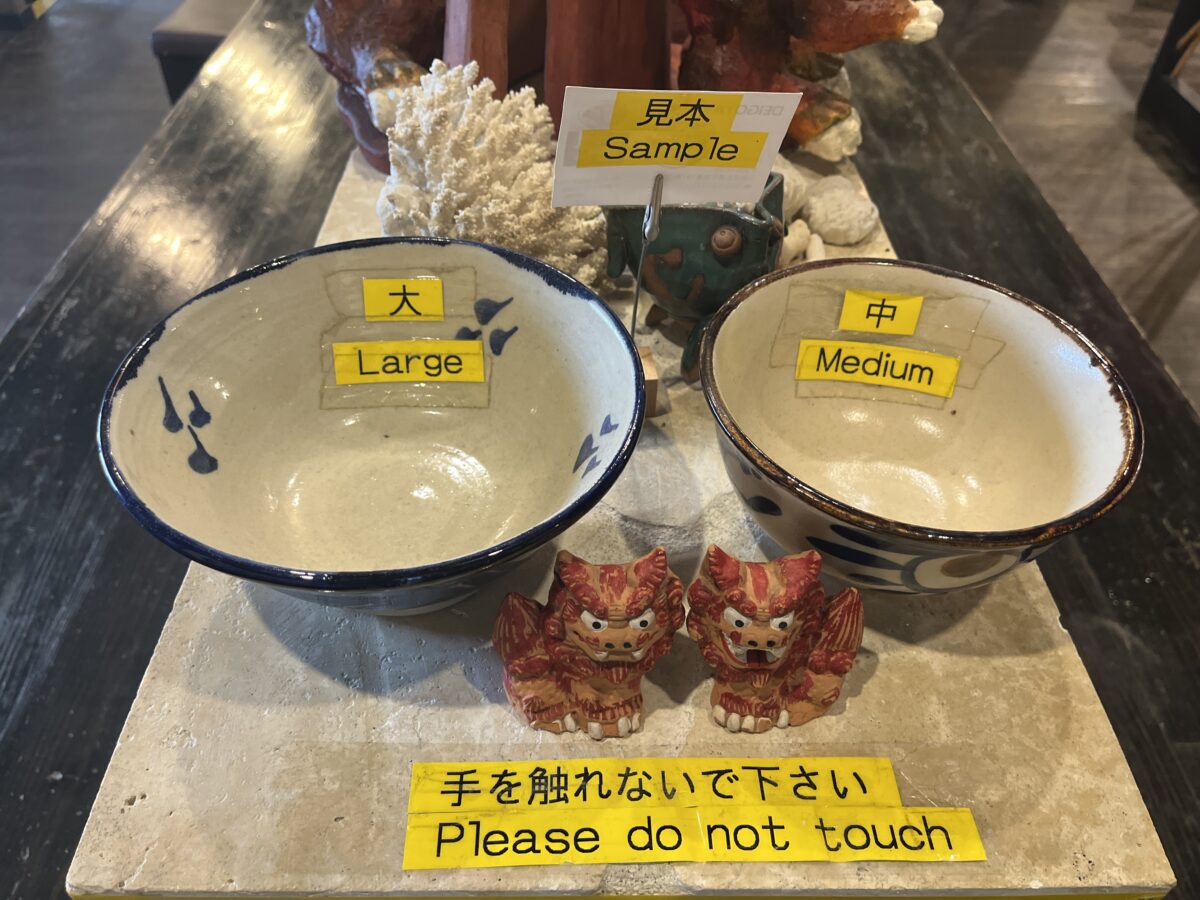 見本
Sample
大
Large
中
Medium
手を触れないで下さい
Please do not touch